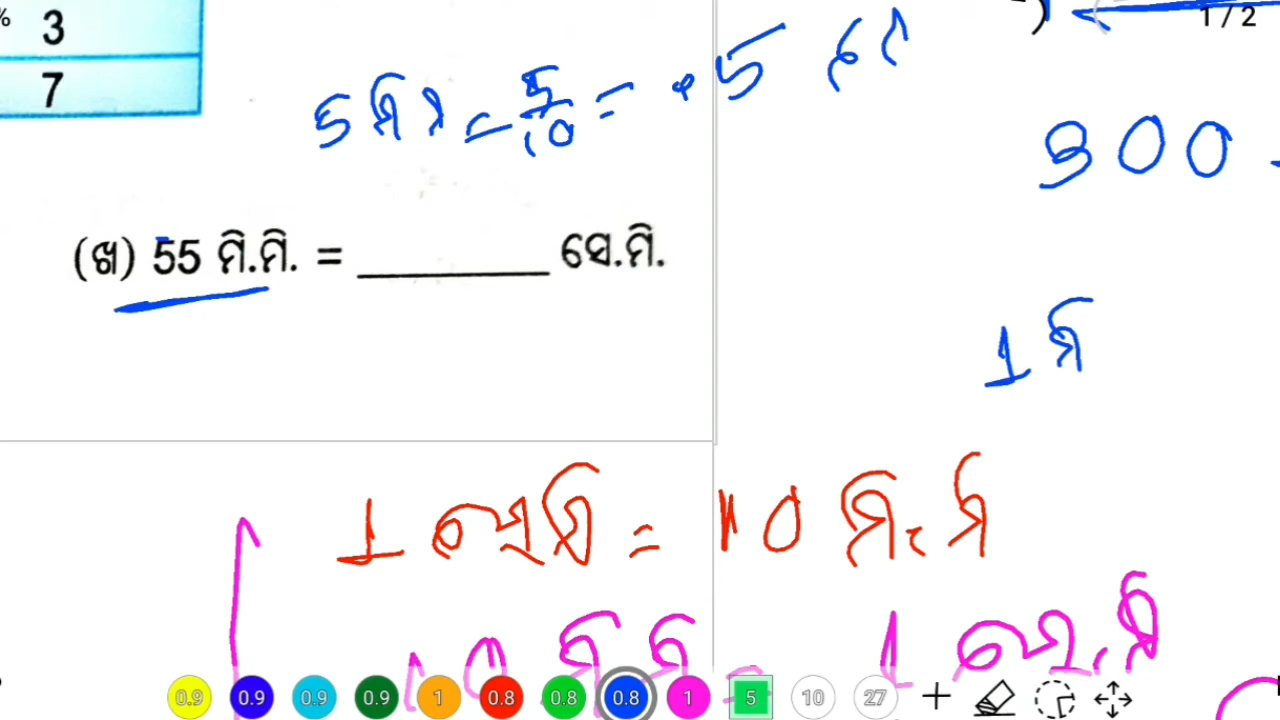 %
3
7
1 / 2
5 ମି ମ = 5/10 = .5 ସେ
300
(ଖ) 55 ମି.ମି. = ________ ସେ.ମି.
1 ମି
1 ସେମି = 10 ମି.ମି
10 ମି ମି = 1 ସେ.ମି
0.9 0.9 0.9 0.9 1 0.8 0.8 0.8 1 5 10 27